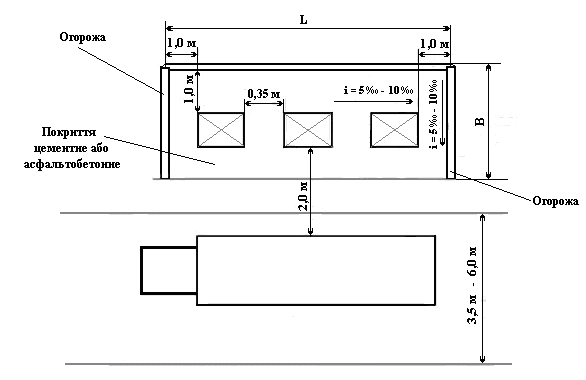 L
Огорожа
1,0 м
1,0 м
1,0 м
0,35 м
i = 5‰ - 10‰
i = 5‰ - 10‰
B
Покриття
цементне або
асфальтобетонне
2,0 м
Огорожа
3,5 м - 6,0 м